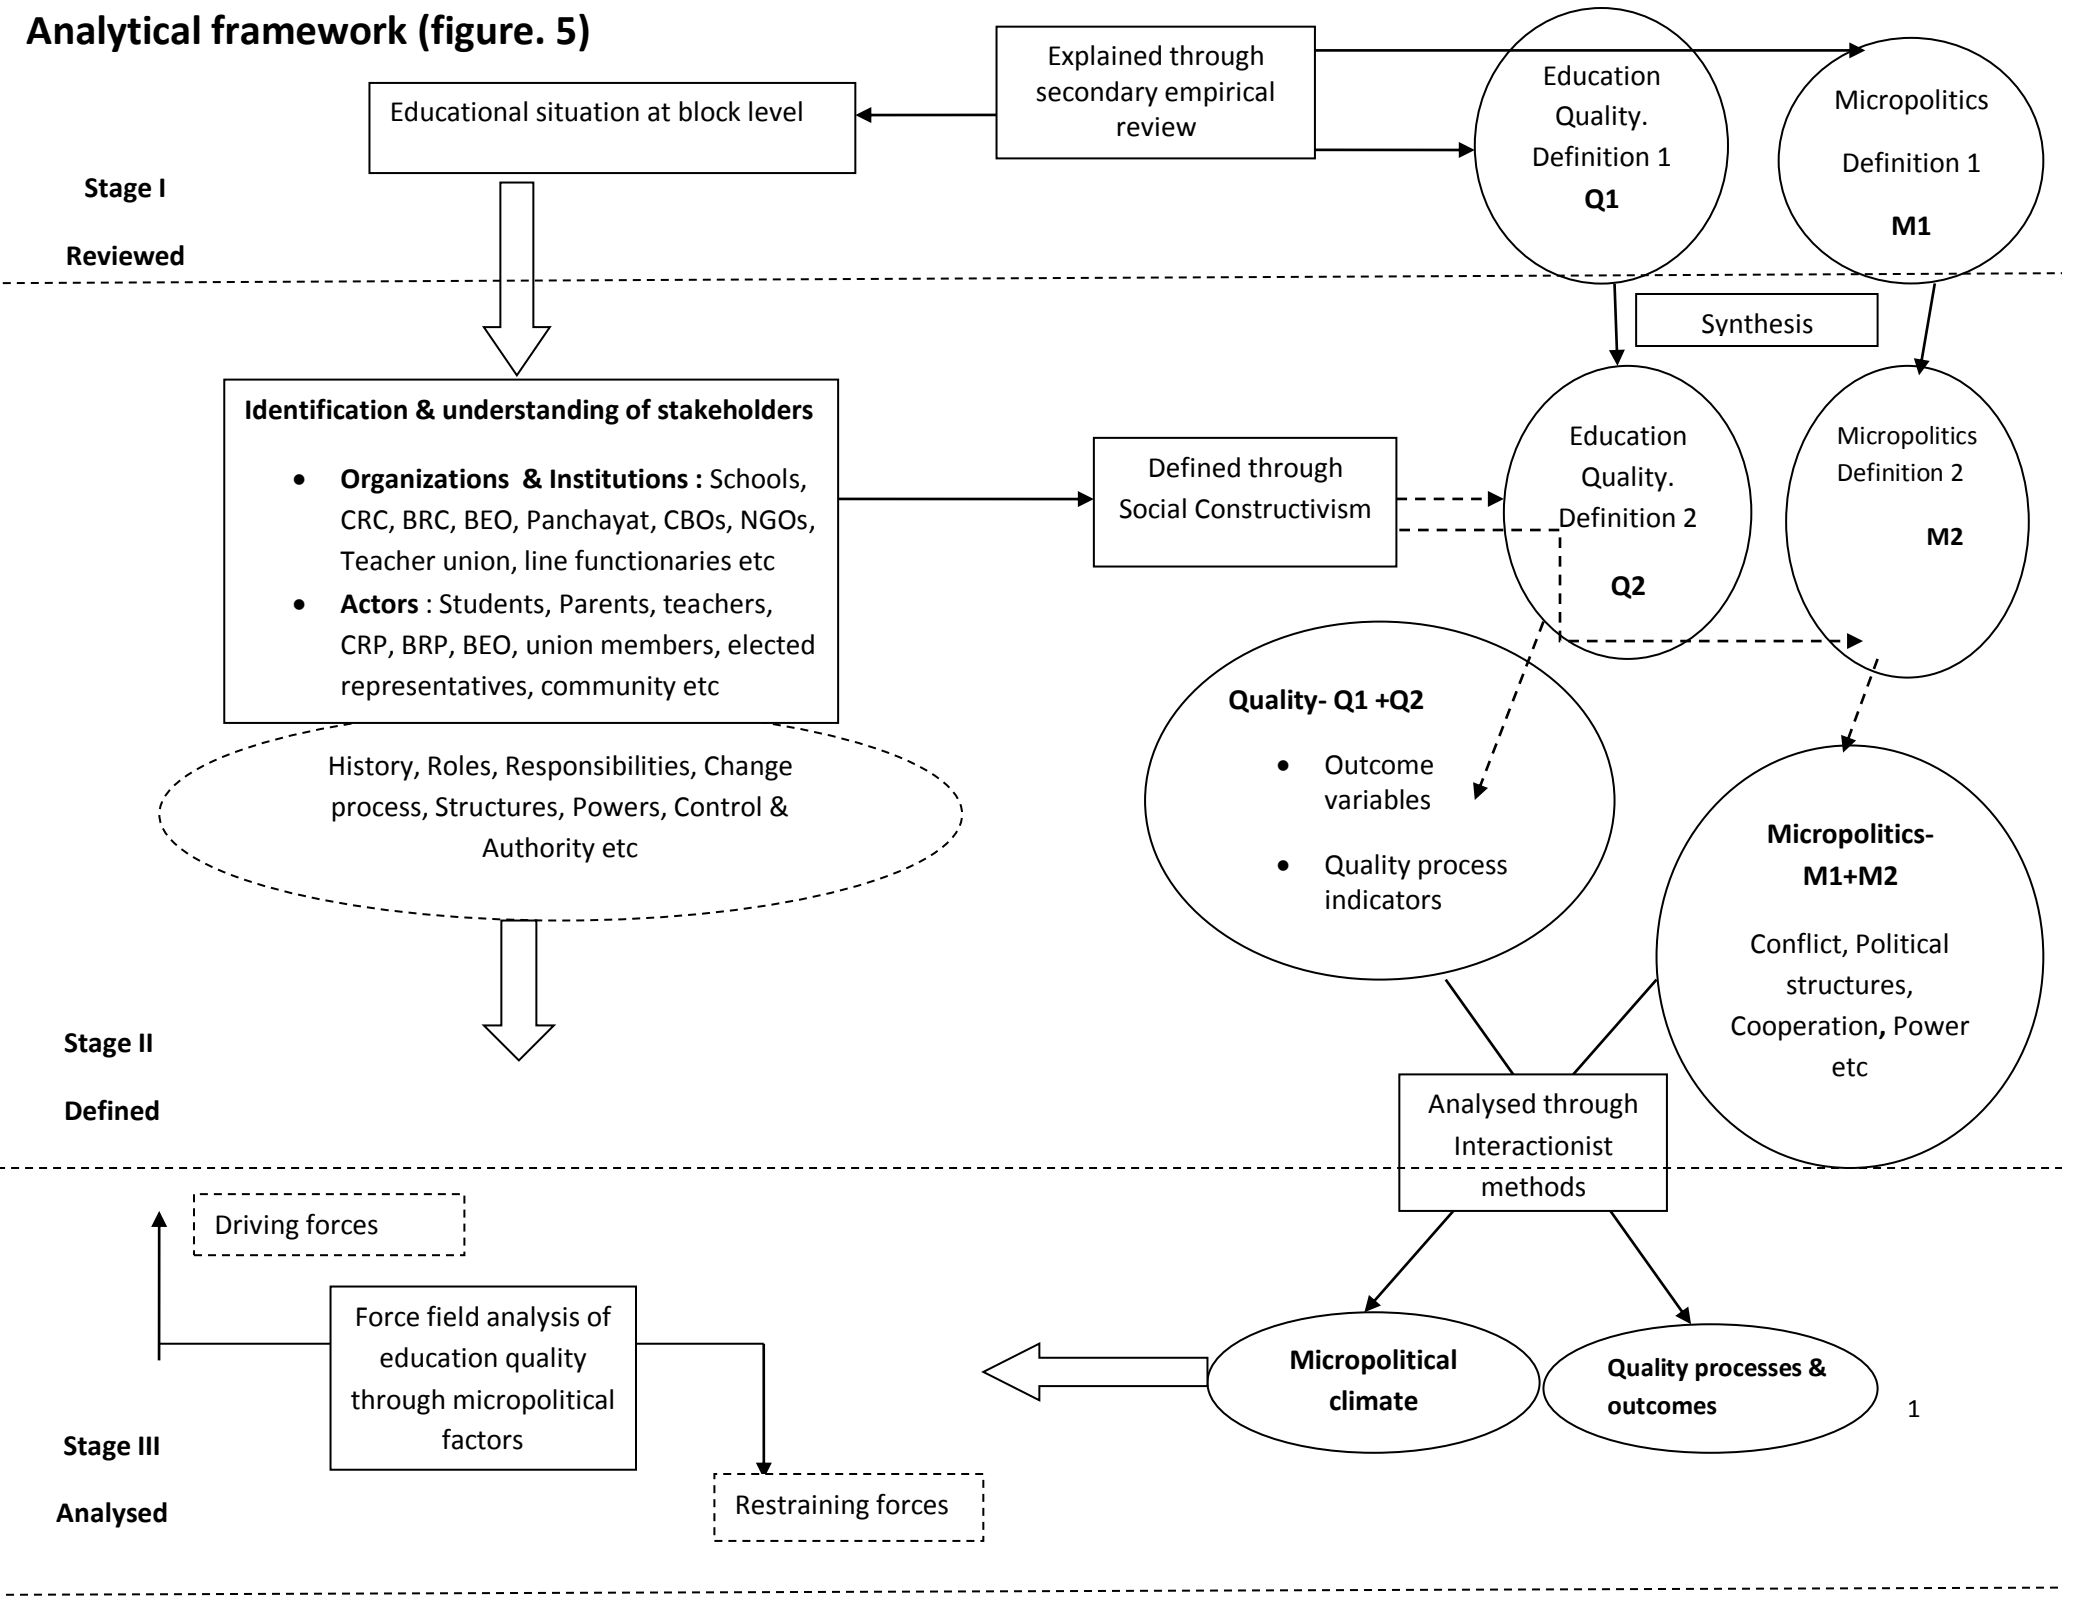 Analytical framework (figure. 5)
Explained through
secondary empirical
review
Educational situation at block level
Education
Quality.
Definition 1
Q1
Micropolitics
Definition 1
M1
Stage I
Reviewed
Synthesis
Identification & understanding of stakeholders
• Organizations & Institutions : Schools,
CRC, BRC, BEO, Panchayat, CBOs, NGOs,
Teacher union, line functionaries etc
• Actors : Students, Parents, teachers,
CRP, BRP, BEO, union members, elected
representatives, community etc
Defined through
Social Constructivism
Education
Quality.
Definition 2
Q2
Micropolitics
Definition 2
M2
History, Roles, Responsibilities, Change
process, Structures, Powers, Control &
Authority etc
Quality- Q1 +Q2
• Outcome
variables
• Quality process
indicators
Micropolitics-
M1+M2
Conflict, Political
structures,
Cooperation, Power
etc
Stage II
Defined
Analysed through
Interactionist
methods
Driving forces
Force field analysis of
education quality
through micropolitical
factors
Restraining forces
Micropolitical
climate
Quality processes &
outcomes
1
Stage III
Analysed